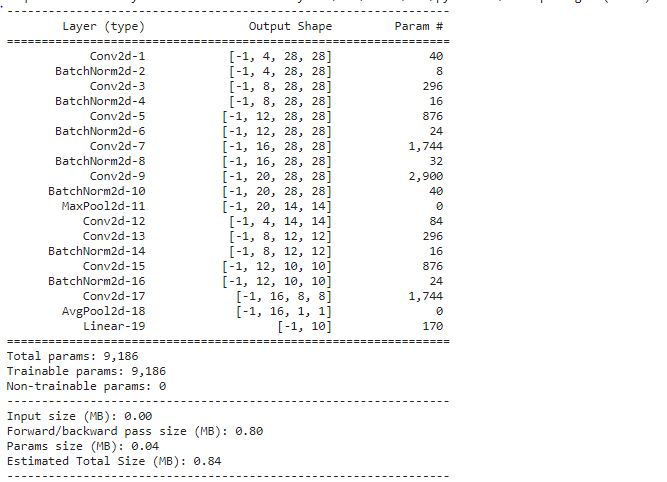 ----------------------------------------------------------------
Layer (type) Output Shape Param #
================================================================
Conv2d-1 [-1, 4, 28, 28] 40
BatchNorm2d-2 [-1, 4, 28, 28] 8
Conv2d-3 [-1, 8, 28, 28] 296
BatchNorm2d-4 [-1, 8, 28, 28] 16
Conv2d-5 [-1, 12, 28, 28] 876
BatchNorm2d-6 [-1, 12, 28, 28] 24
Conv2d-7 [-1, 16, 28, 28] 1,744
BatchNorm2d-8 [-1, 16, 28, 28] 32
Conv2d-9 [-1, 20, 28, 28] 2,900
BatchNorm2d-10 [-1, 20, 28, 28] 40
MaxPool2d-11 [-1, 20, 14, 14] 0
Conv2d-12 [-1, 4, 14, 14] 84
Conv2d-13 [-1, 8, 12, 12] 296
BatchNorm2d-14 [-1, 8, 12, 12] 16
Conv2d-15 [-1, 12, 10, 10] 876
BatchNorm2d-16 [-1, 12, 10, 10] 24
Conv2d-17 [-1, 16, 8, 8] 1,744
AvgPool2d-18 [-1, 16, 1, 1] 0
Linear-19 [-1, 10] 170
================================================================
Total params: 9,186
Trainable params: 9,186
Non-trainable params: 0
----------------------------------------------------------------
Input size (MB): 0.00
Forward/backward pass size (MB): 0.80
Params size (MB): 0.04
Estimated Total Size (MB): 0.84
----------------------------------------------------------------